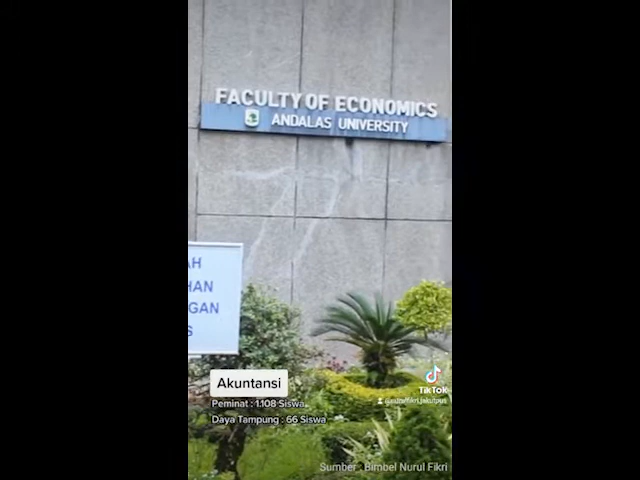 FACULTY OF ECONOMICS
ANDALAS UNIVERSITY
AH
HAN
GAN
S
Akuntansi
Peminat : 1.108 Siswa
Daya Tampung : 66 Siswa
TikTok
Sumber : Bimbel Nurul Fikri